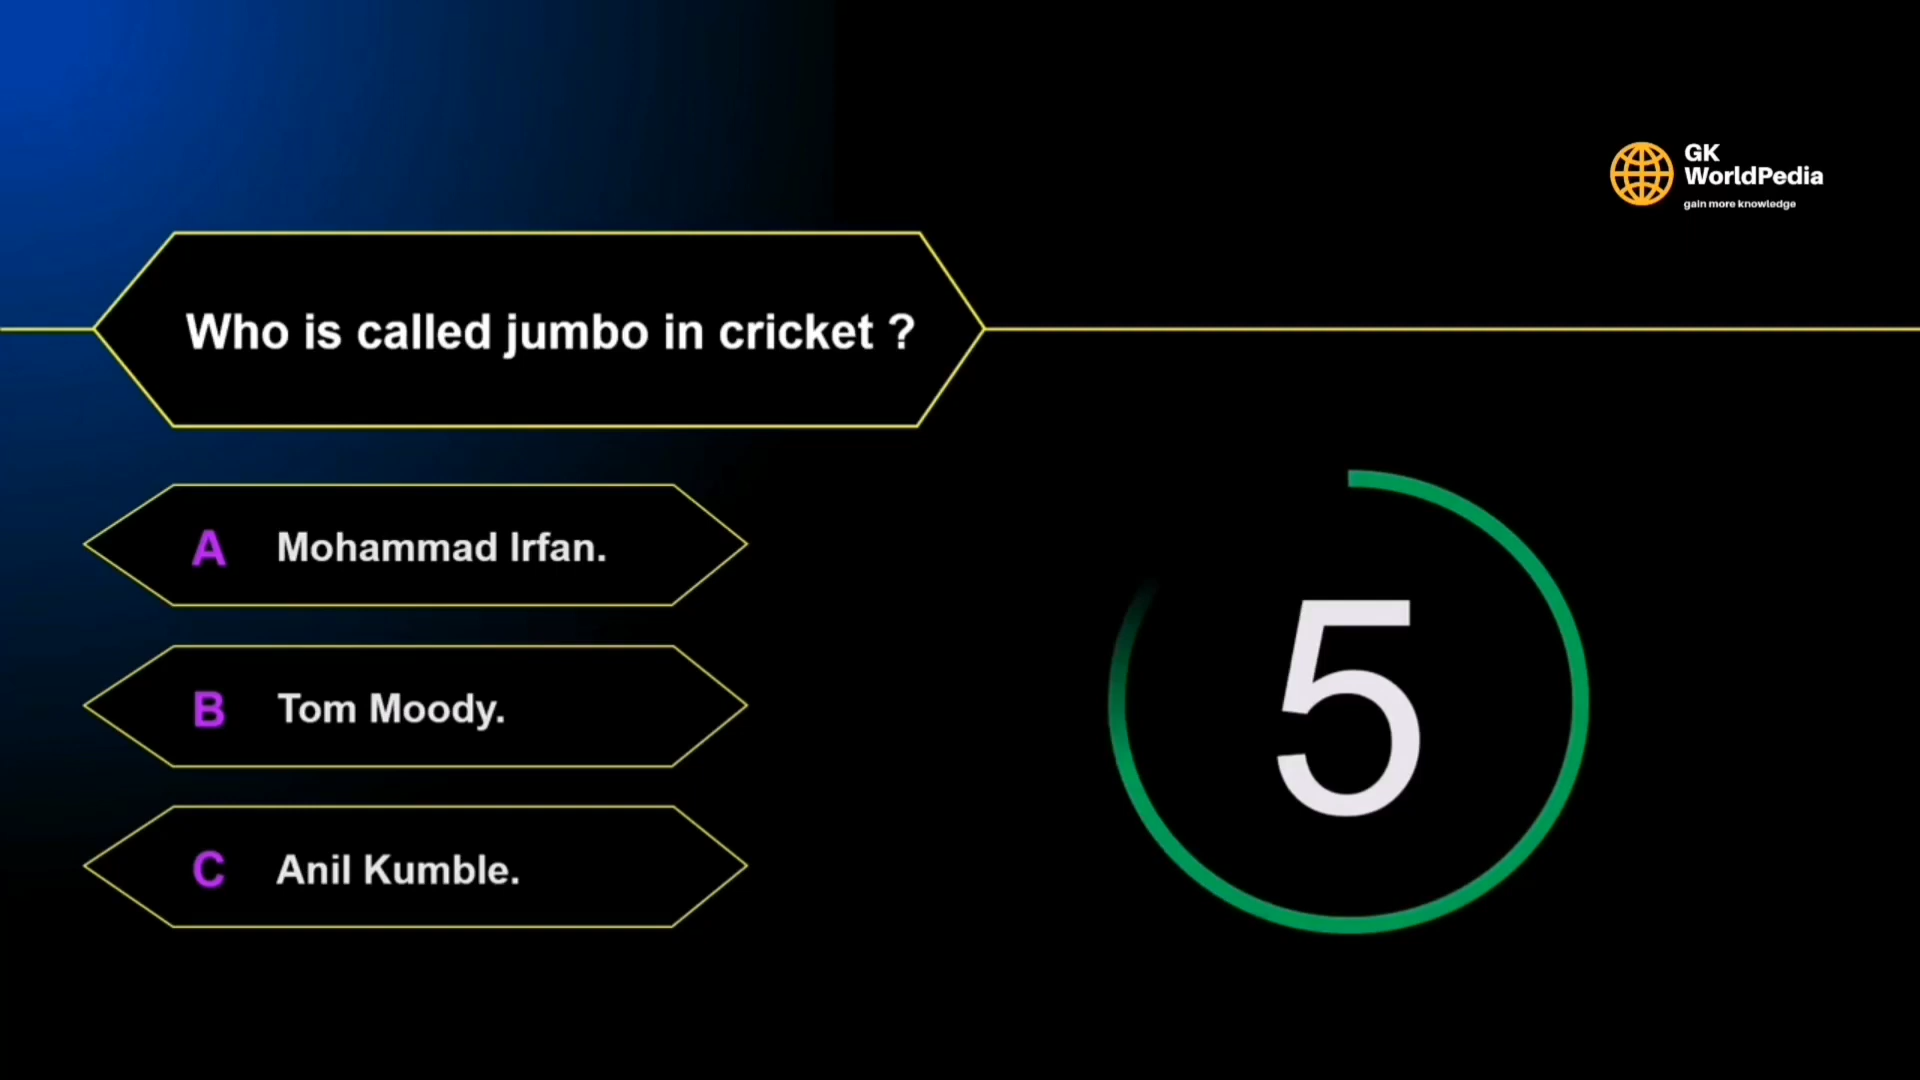 GK
WorldPedia
gain more knowledge
Who is called jumbo in cricket ?
A Mohammad Irfan.
B Tom Moody.
C Anil Kumble.
5